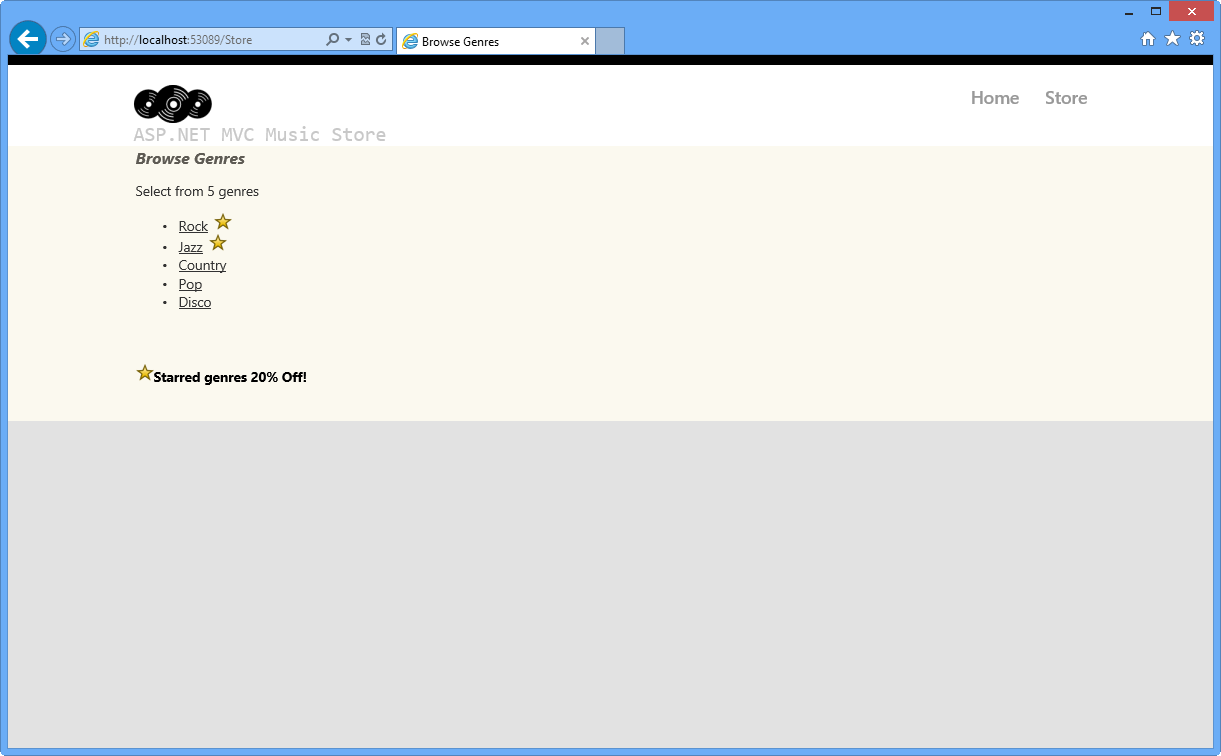 http://localhost:53089/Store
Browse Genres
Home Store
ASP.NET MVC Music Store
Browse Genres
Select from 5 genres
• Rock
• Jazz
• Country
• Pop
• Disco
Starred genres 20% Off!